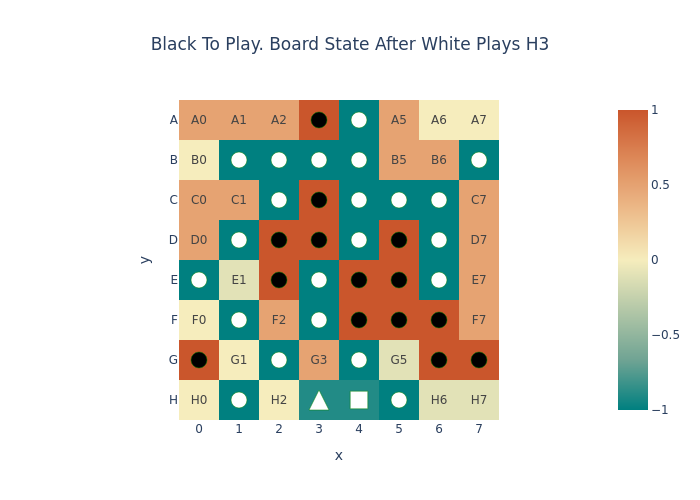 Black To Play. Board State After White Plays H3
A A0 A1 A2 A5 A6 A7
B B0 B5 B6
C C0 C1 C7
D D0 D7
E E1 E7
F F0 F2 F7
G G1 G3 G5
H H0 H2 H6 H7
0 1 2 3 4 5 6 7
x
y
1
0.5
0
−0.5
−1